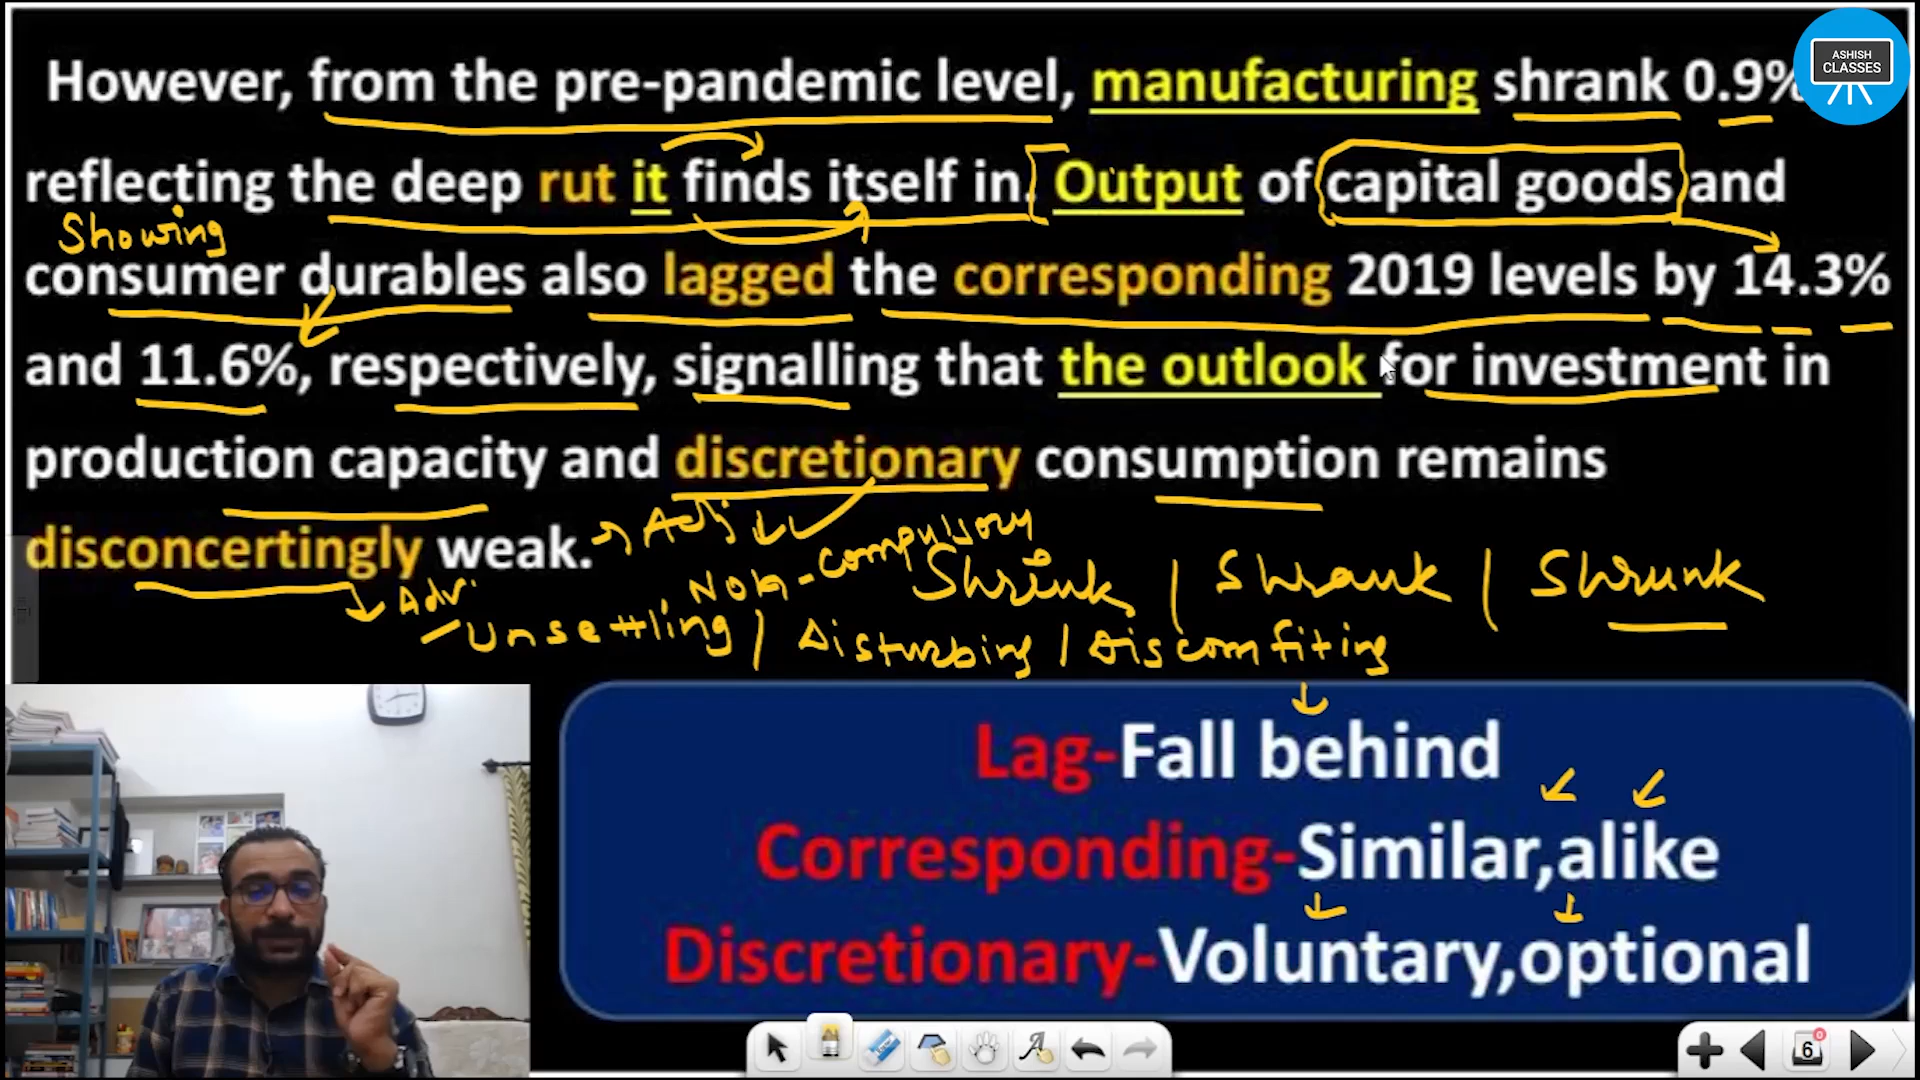 ASHISH
CLASSES
However, from the pre-pandemic level, manufacturing shrank 0.9%
reflecting the deep rut it finds itself in. Output of capital goods and
Showing
consumer durables also lagged the corresponding 2019 levels by 14.3%
and 11.6%, respectively, signalling that the outlook for investment in
production capacity and discretionary consumption remains
disconcertingly weak. Adj
Non-compulsory
Shrink | Shrank | Shrunk
Adv.
Unsettling | Disturbing | Discomfiting
Lag-Fall behind
Corresponding-Similar,alike
Discretionary-Voluntary,optional
A
6
0